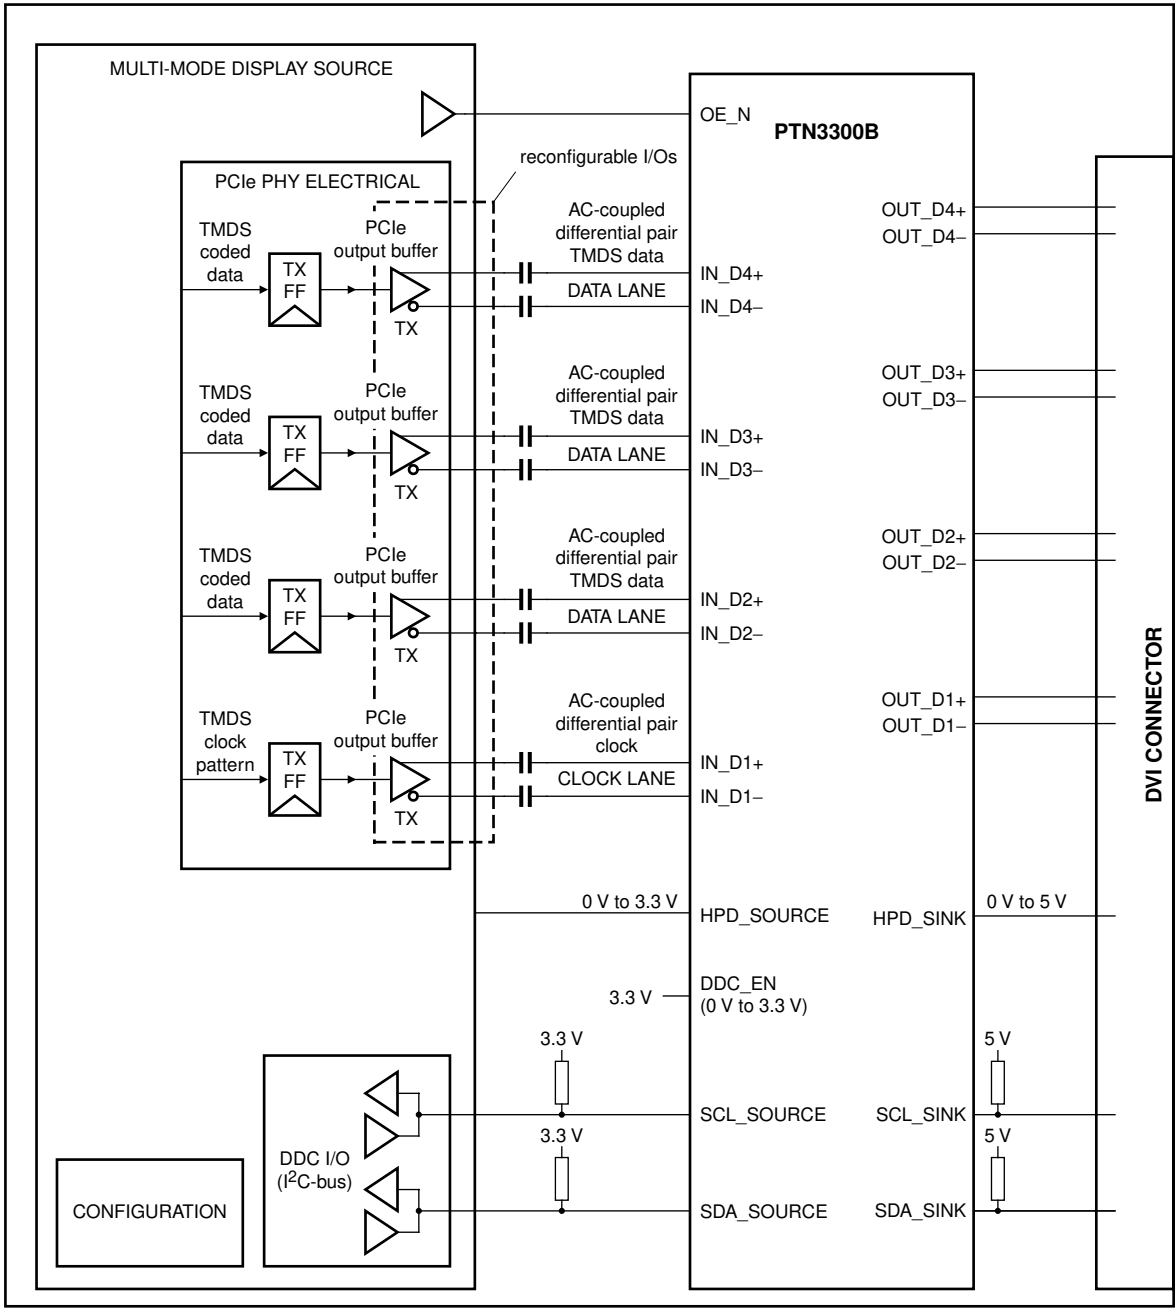 MULTI-MODE DISPLAY SOURCE
OE_N
PTN3300B
reconfigurable I/Os
PCIe PHY ELECTRICAL
TMDS
coded
data
TX
FF
PCIe
output buffer
TX
AC-coupled
differential pair
TMDS data
DATA LANE
IN_D4+
IN_D4−
OUT_D4+
OUT_D4−
TMDS
coded
data
TX
FF
PCIe
output buffer
TX
AC-coupled
differential pair
TMDS data
DATA LANE
IN_D3+
IN_D3−
OUT_D3+
OUT_D3−
TMDS
coded
data
TX
FF
PCIe
output buffer
TX
AC-coupled
differential pair
TMDS data
DATA LANE
IN_D2+
IN_D2−
OUT_D2+
OUT_D2−
TMDS
clock
pattern
TX
FF
PCIe
output buffer
TX
AC-coupled
differential pair
clock
CLOCK LANE
IN_D1+
IN_D1−
OUT_D1+
OUT_D1−
DVI CONNECTOR
0 V to 3.3 V
HPD_SOURCE
HPD_SINK
0 V to 5 V
3.3 V
DDC_EN
(0 V to 3.3 V)
3.3 V
5 V
SCL_SOURCE
SCL_SINK
3.3 V
5 V
DDC I/O
(I²C-bus)
CONFIGURATION
SDA_SOURCE
SDA_SINK